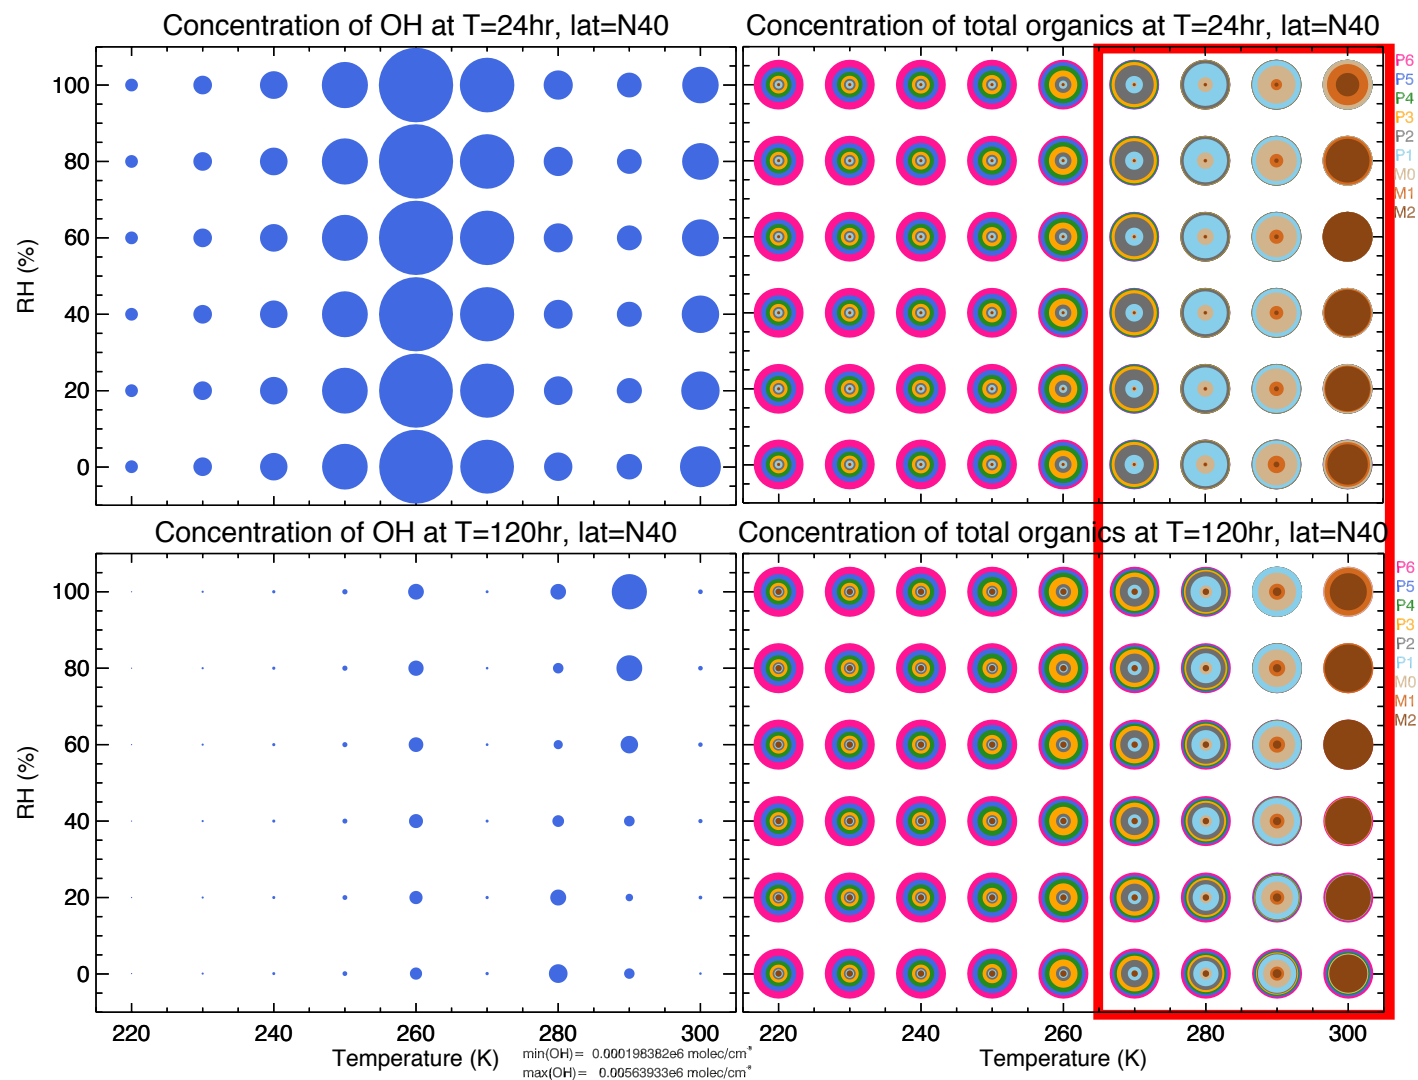 Concentration of OH at T=24hr, lat=N40
RH (%)
100
80
60
40
20
0
Concentration of total organics at T=24hr, lat=N40
P6
P5
P4
P3
P2
P1
M0
M1
M2
Concentration of OH at T=120hr, lat=N40
RH (%)
100
80
60
40
20
0
220 240 260 280 300
Temperature (K)
Concentration of total organics at T=120hr, lat=N40
P6
P5
P4
P3
P2
P1
M0
M1
M2
220 240 260 280 300
Temperature (K)
min(OH)= 0.000198382e6 molec/cm⁻³
max(OH)= 0.00563933e6 molec/cm⁻³